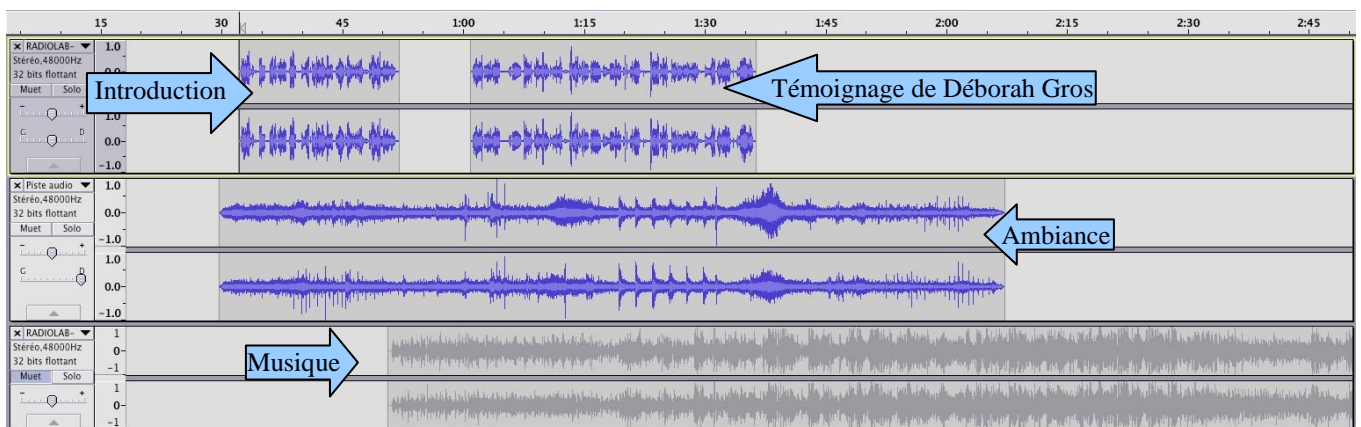 15 30 45 1:00 1:15 1:30 1:45 2:00 2:15 2:30 2:45
× RADIOLAB- ▼ 1.0
Stéréo,48000Hz
32 bits flottant
Muet Solo
- +
G D
1.0
0.0-
-1.0
Introduction
Témoignage de Déborah Gros
× Piste audio ▼ 1.0
Stéréo,48000Hz
32 bits flottant 0.0-
Muet Solo
-1.0
- +
G D
1.0
0.0-
-1.0
Ambiance
× RADIOLAB- ▼ 1
Stéréo,48000Hz
32 bits flottant 0-
Muet Solo
-1
- +
1
0-
-1
Musique